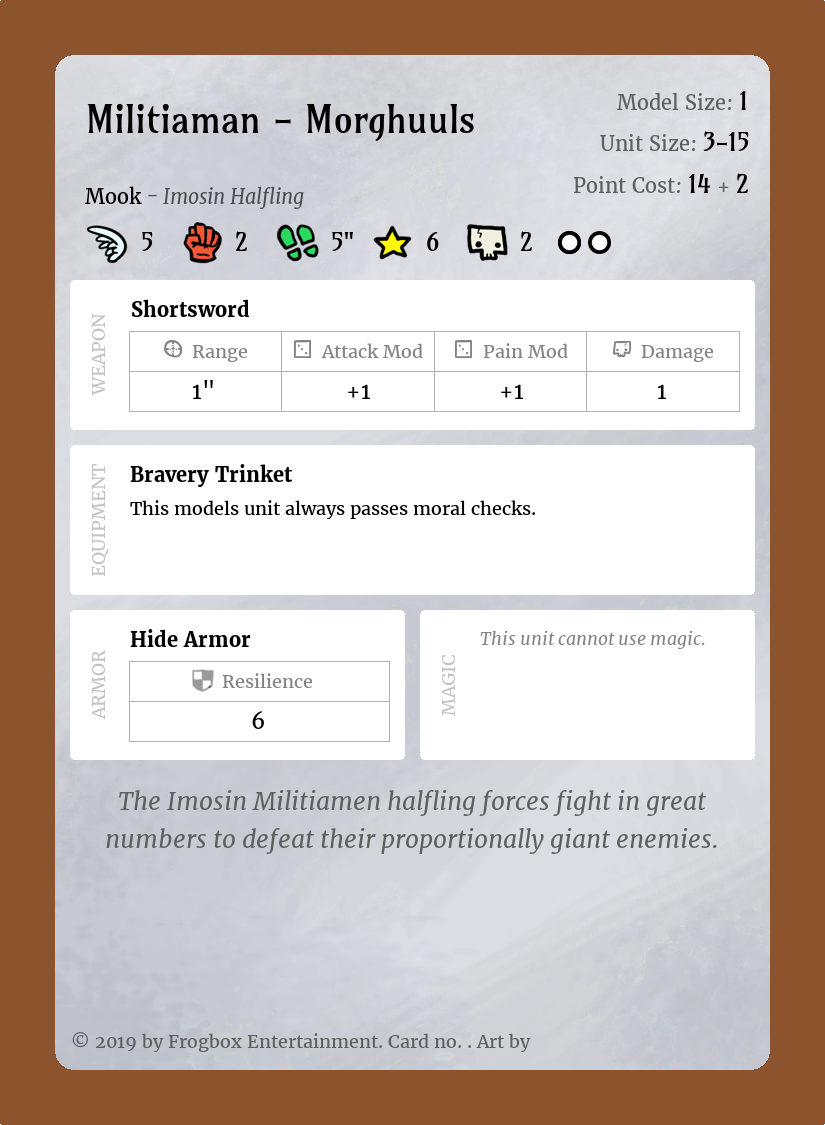 Militiaman – Morghuuls
Model Size: 1
Unit Size: 3–15
Point Cost: 14 + 2
Mook – Imosin Halfling
5 2 5" 6 2
WEAPON
Shortsword
Range Attack Mod Pain Mod Damage
1" +1 +1 1
EQUIPMENT
Bravery Trinket
This models unit always passes moral checks.
ARMOR
Hide Armor
Resilience
6
MAGIC
This unit cannot use magic.
The Imosin Militiamen halfling forces fight in great
numbers to defeat their proportionally giant enemies.
© 2019 by Frogbox Entertainment. Card no. . Art by